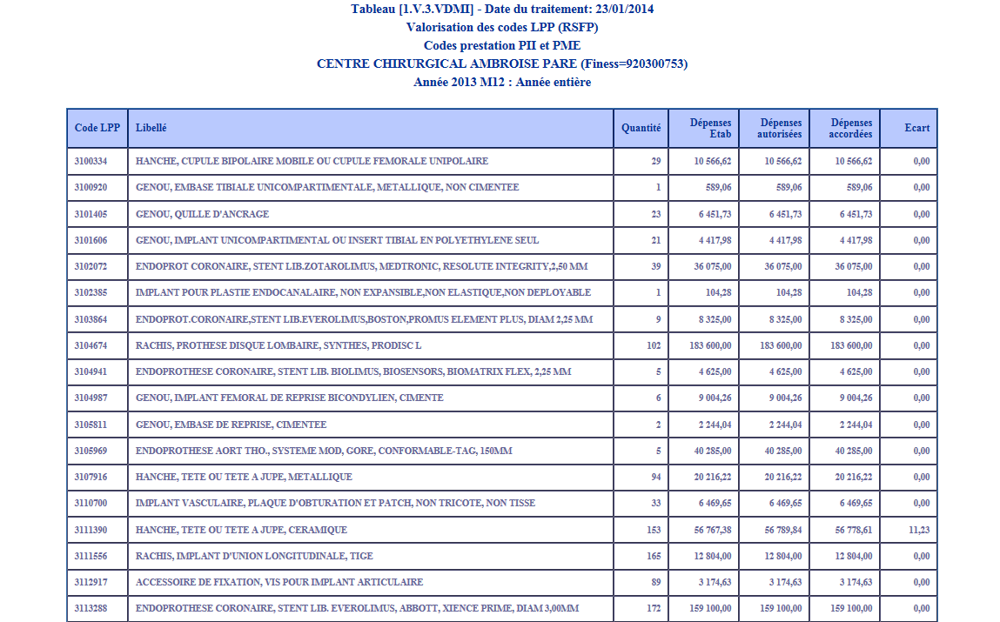 Tableau [1.V.3.VDMI] - Date du traitement: 23/01/2014
Valorisation des codes LPP (RSFP)
Codes prestation PII et PME
CENTRE CHIRURGICAL AMBROISE PARE (Finess=920300753)
Année 2013 M12 : Année entière
Code LPP Libellé Quantité Dépenses Etab Dépenses autorisées Dépenses accordées Ecart
3100334 HANCHE, CUPULE BIPOLAIRE MOBILE OU CUPULE FEMORALE UNIPOLAIRE 29 10 566,62 10 566,62 10 566,62 0,00
3100920 GENOU, EMBASE TIBIALE UNICOMPARTIMENTALE, METALLIQUE, NON CIMENTEE 1 589,06 589,06 589,06 0,00
3101405 GENOU, QUILLE D'ANCRAGE 23 6 451,73 6 451,73 6 451,73 0,00
3101606 GENOU, IMPLANT UNICOMPARTIMENTAL OU INSERT TIBIAL EN POLYETHYLENE SEUL 21 4 417,98 4 417,98 4 417,98 0,00
3102072 ENDOPROT CORONAIRE, STENT LIB.ZOTAROLIMUS, MEDTRONIC, RESOLUTE INTEGRITY,2,50 MM 39 36 075,00 36 075,00 36 075,00 0,00
3102385 IMPLANT POUR PLASTIE ENDOCANALAIRE, NON EXPANSIBLE,NON ELASTIQUE,NON DEPLOYABLE 1 104,28 104,28 104,28 0,00
3103864 ENDOPROT.CORONAIRE,STENT LIB.EVEROLIMUS,BOSTON,PROMUS ELEMENT PLUS, DIAM 2,25 MM 9 8 325,00 8 325,00 8 325,00 0,00
3104674 RACHIS, PROTHESE DISQUE LOMBAIRE, SYNTHES, PRODISC L 102 183 600,00 183 600,00 183 600,00 0,00
3104941 ENDOPROTHESE CORONAIRE, STENT LIB. BIOLIMUS, BIOSENSORS, BIOMATRIX FLEX, 2,25 MM 5 4 625,00 4 625,00 4 625,00 0,00
3104987 GENOU, IMPLANT FEMORAL DE REPRISE BICONDYLIEN, CIMENTE 6 9 004,26 9 004,26 9 004,26 0,00
3105811 GENOU, EMBASE DE REPRISE, CIMENTEE 2 2 244,04 2 244,04 2 244,04 0,00
3105969 ENDOPROTHESE AORT THO., SYSTEME MOD, GORE, CONFORMABLE-TAG, 150MM 5 40 285,00 40 285,00 40 285,00 0,00
3107916 HANCHE, TETE OU TETE A JUPE, METALLIQUE 94 20 216,22 20 216,22 20 216,22 0,00
3110700 IMPLANT VASCULAIRE, PLAQUE D'OBTURATION ET PATCH, NON TRICOTE, NON TISSE 33 6 469,65 6 469,65 6 469,65 0,00
3111390 HANCHE, TETE OU TETE A JUPE, CERAMIQUE 153 56 767,38 56 789,84 56 778,61 11,23
3111556 RACHIS, IMPLANT D'UNION LONGITUDINALE, TIGE 165 12 804,00 12 804,00 12 804,00 0,00
3112917 ACCESSOIRE DE FIXATION, VIS POUR IMPLANT ARTICULAIRE 89 3 174,63 3 174,63 3 174,63 0,00
3113288 ENDOPROTHESE CORONAIRE, STENT LIB. EVEROLIMUS, ABBOTT, XIENCE PRIME, DIAM 3,00MM 172 159 100,00 159 100,00 159 100,00 0,00